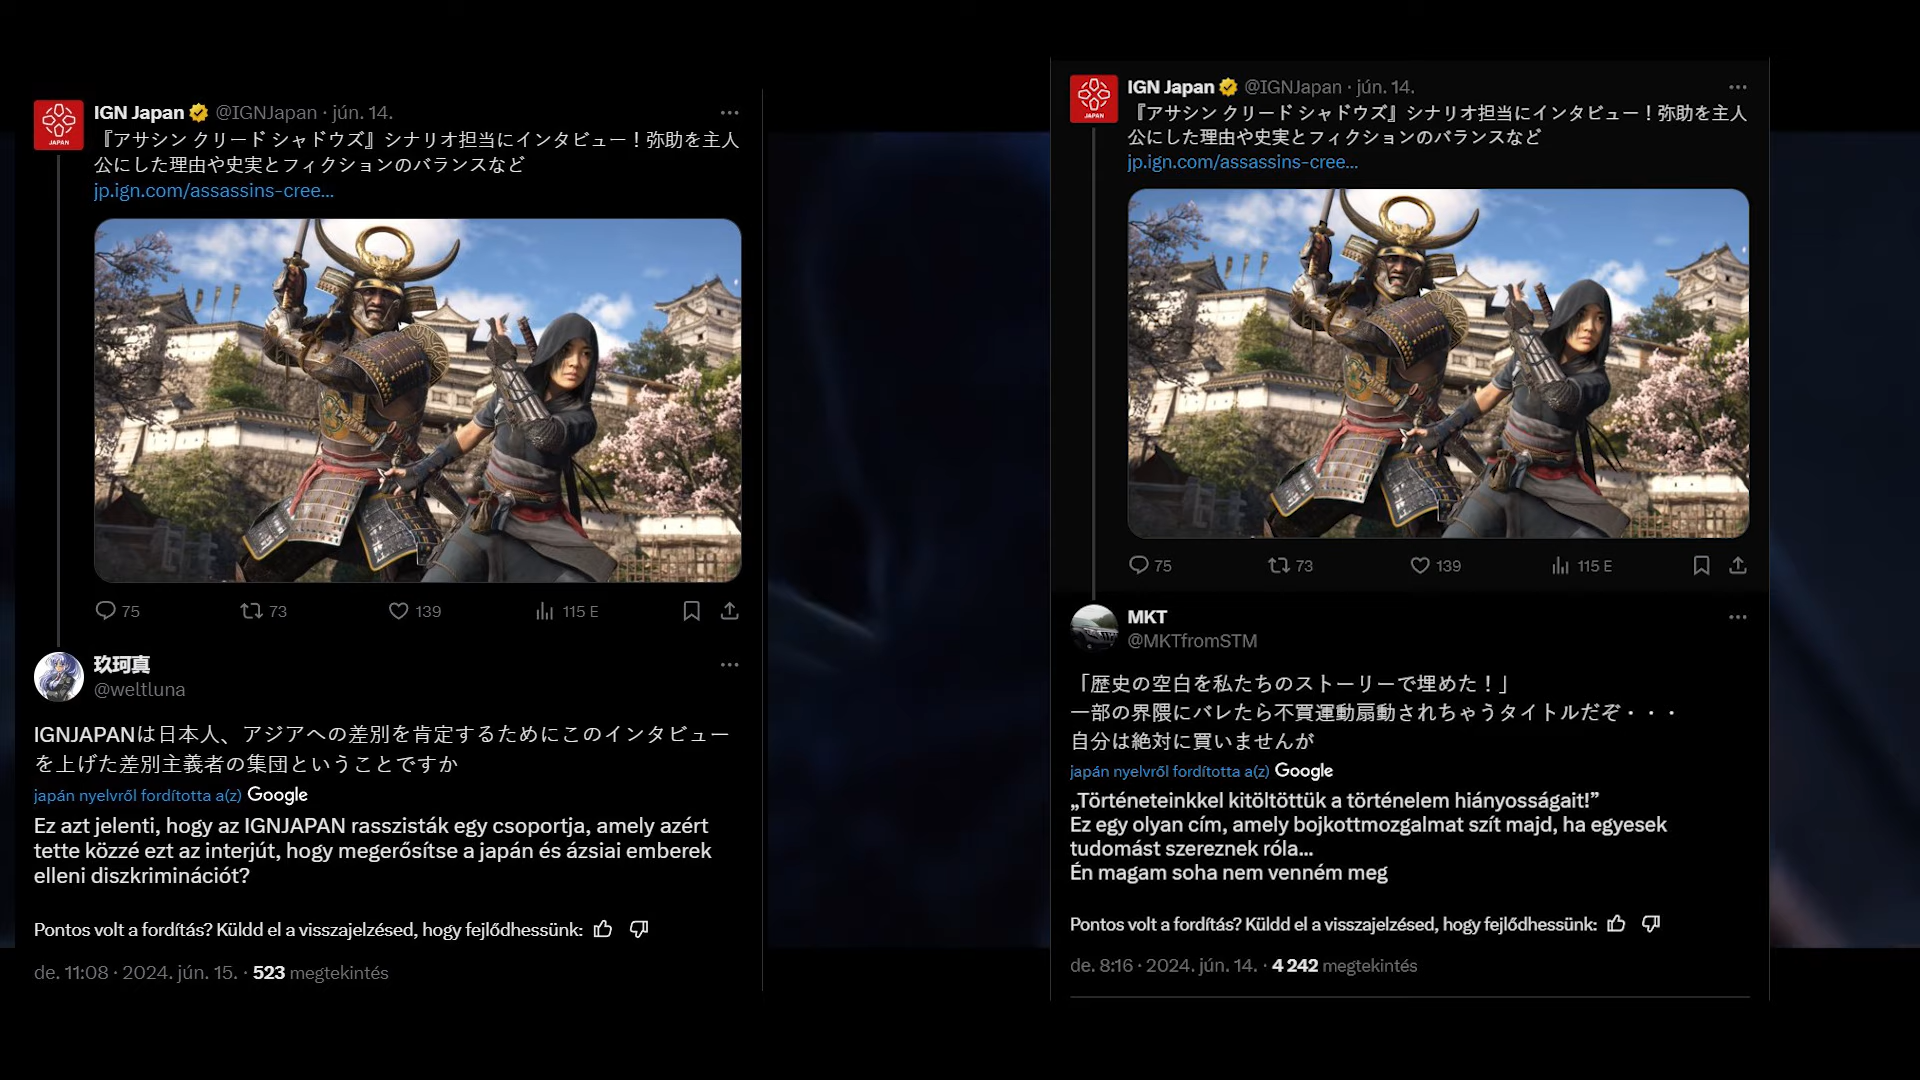 IGN Japan @IGNJapan · jún. 14.
『アサシン クリード シャドウズ』シナリオ担当にインタビュー！弥助を主人
公にした理由や史実とフィクションのバランスなど
jp.ign.com/assassins-cree...
75 73 139 115 E
玖珂真
@weltluna
IGNJAPANは日本人、アジアへの差別を肯定するためにこのインタビュー
を上げた差別主義者の集団ということですか
japán nyelvről fordította a(z) Google
Ez azt jelenti, hogy az IGNJAPAN rasszisták egy csoportja, amely azért
tette közzé ezt az interjút, hogy megerősítse a japán és ázsiai emberek
elleni diszkriminációt?
Pontos volt a fordítás? Küldd el a visszajelzésed, hogy fejlődhessünk:
de. 11:08 · 2024. jún. 15. · 523 megtekintés
IGN Japan @IGNJapan · jún. 14.
『アサシン クリード シャドウズ』シナリオ担当にインタビュー！弥助を主人
公にした理由や史実とフィクションのバランスなど
jp.ign.com/assassins-cree...
75 73 139 115 E
MKT
@MKTfromSTM
「歴史の空白を私たちのストーリーで埋めた！」
一部の界隈にバレたら不買運動扇動されちゃうタイトルだぞ・・・
自分は絶対に買いませんが
japán nyelvről fordította a(z) Google
„Történeteinkkel kitöltöttük a történelem hiányosságait!”
Ez egy olyan cím, amely bojkottmozgalmat szít majd, ha egyesek
tudomást szereznek róla...
Én magam soha nem venném meg
Pontos volt a fordítás? Küldd el a visszajelzésed, hogy fejlődhessünk:
de. 8:16 · 2024. jún. 14. · 4 242 megtekintés